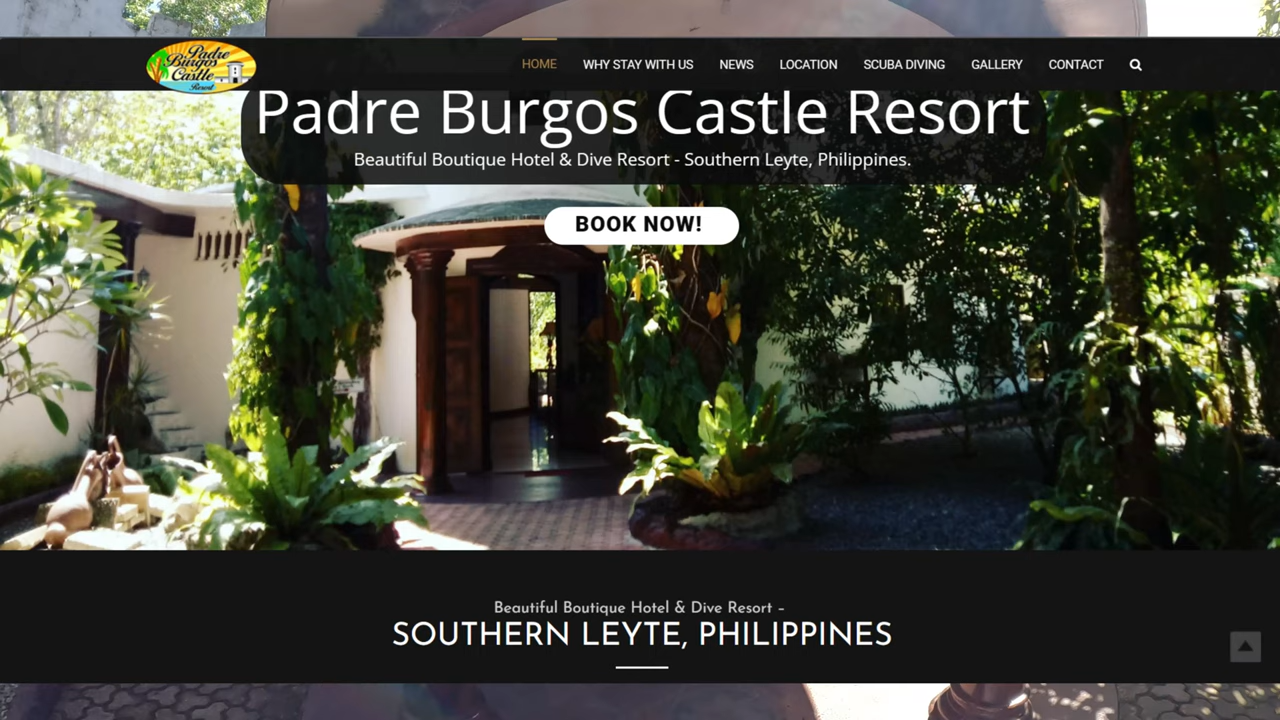 Padre
Burgos
Castle
Resort
HOME WHY STAY WITH US NEWS LOCATION SCUBA DIVING GALLERY CONTACT
Padre Burgos Castle Resort
Beautiful Boutique Hotel & Dive Resort - Southern Leyte, Philippines.
BOOK NOW!
Beautiful Boutique Hotel & Dive Resort –
SOUTHERN LEYTE, PHILIPPINES